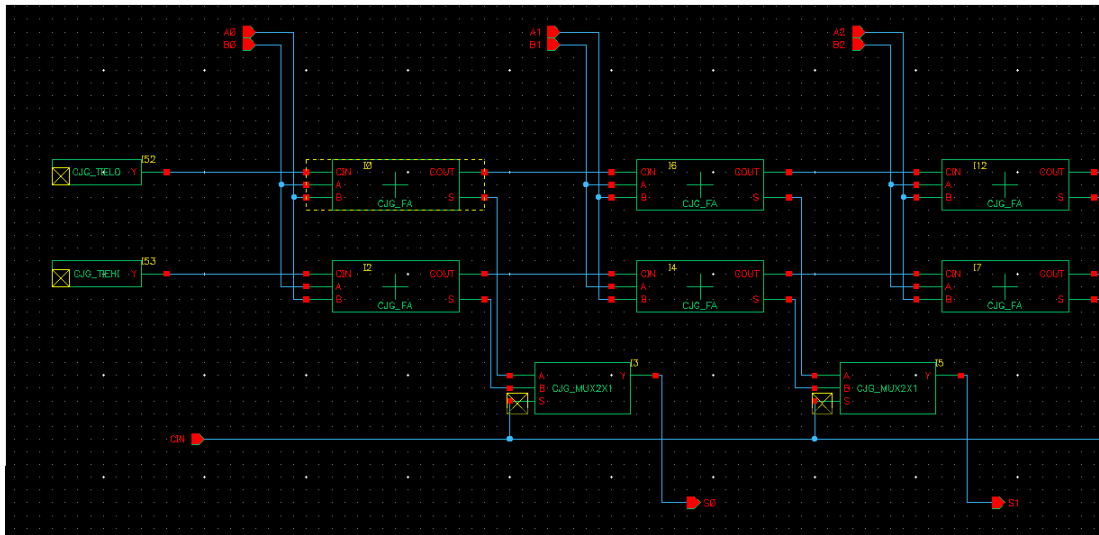 A0 A1 A2
B0 B1 B2
I52 I0 I6 I12
CJG_TIELO Y CIN COUT CIN COUT CIN COUT
A A A
B S B S B S
CJG_FA CJG_FA CJG_FA
I53 I2 I4 I7
CJG_TIEHI Y CIN COUT CIN COUT CIN COUT
A A A
B S B S B S
CJG_FA CJG_FA CJG_FA
I3 I5
A Y A Y
B CJG_MUX2X1 B CJG_MUX2X1
S S
CIN
S0 S1